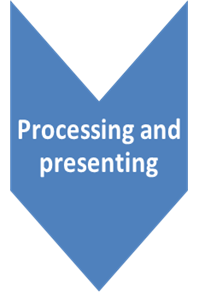 Processing and
presenting